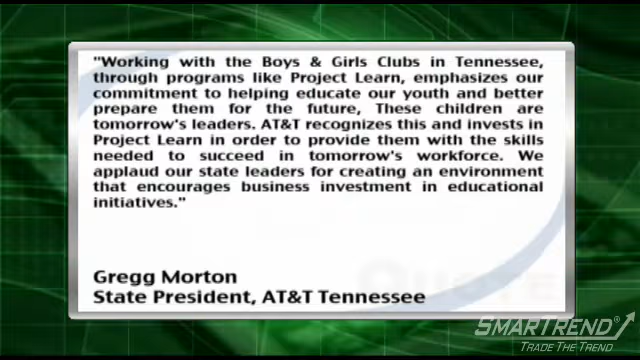 "Working with the Boys & Girls Clubs in Tennessee,
through programs like Project Learn, emphasizes our
commitment to helping educate our youth and better
prepare them for the future, These children are
tomorrow's leaders. AT&T recognizes this and invests in
Project Learn in order to provide them with the skills
needed to succeed in tomorrow's workforce. We
applaud our state leaders for creating an environment
that encourages business investment in educational
initiatives."
Gregg Morton
State President, AT&T Tennessee
QUOTE
SMARTREND®
TRADE THE TREND